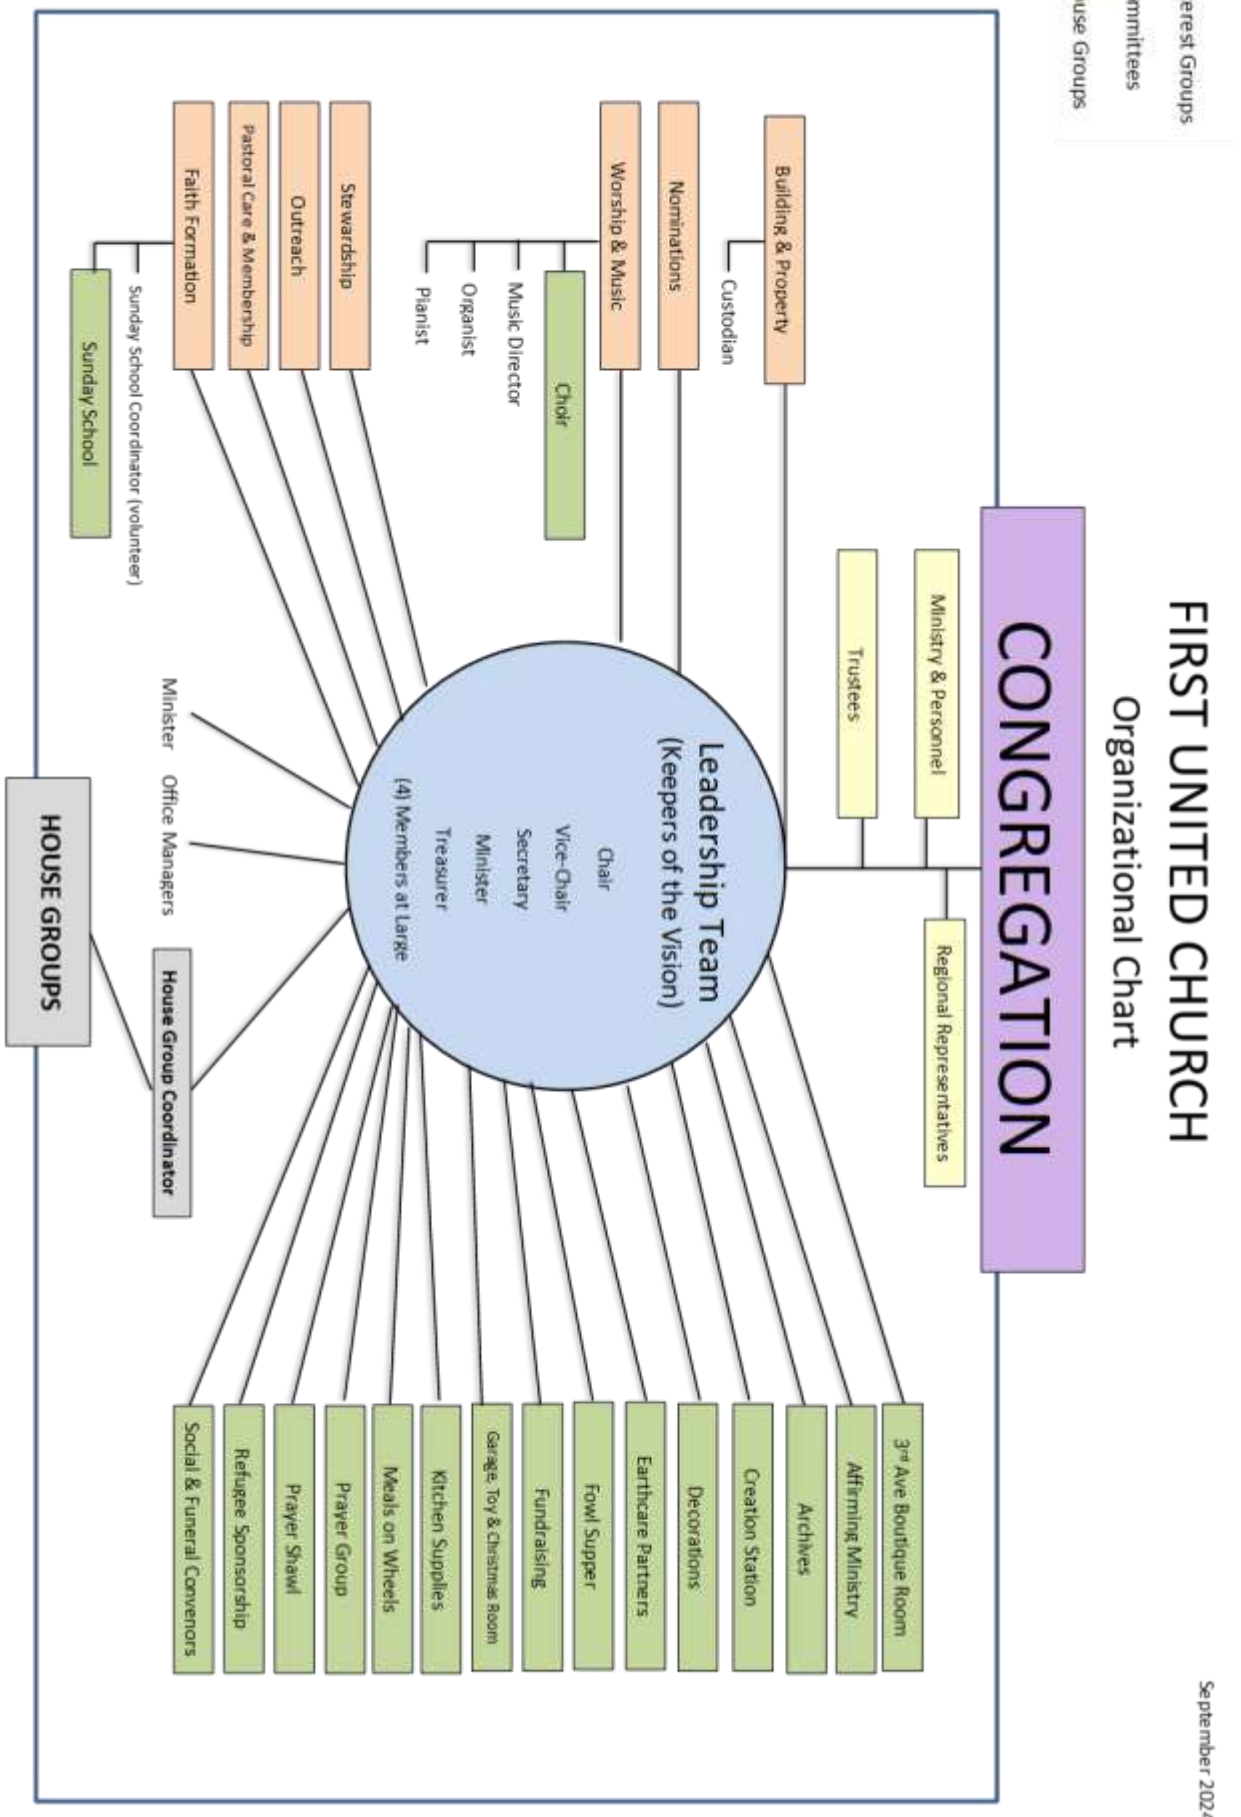 FIRST UNITED CHURCH
Organizational Chart
September 2024
erest Groups
mmittees
use Groups
CONGREGATION
Ministry & Personnel
Regional Representatives
Trustees
Leadership Team
(Keepers of the Vision)
Chair
Vice-Chair
Secretary
Minister
Treasurer
(4) Members at Large
Building & Property
Custodian
Nominations
Worship & Music
Choir
Music Director
Organist
Pianist
Stewardship
Outreach
Pastoral Care & Membership
Faith Formation
Sunday School Coordinator (volunteer)
Sunday School
3rd Ave Boutique Room
Affirming Ministry
Archives
Creation Station
Decorations
Earthcare Partners
Fowl Supper
Fundraising
Garage, Toy & Christmas Room
Kitchen Supplies
Meals on Wheels
Prayer Group
Prayer Shawl
Refugee Sponsorship
Social & Funeral Convenors
Minister
Office Managers
House Group Coordinator
HOUSE GROUPS